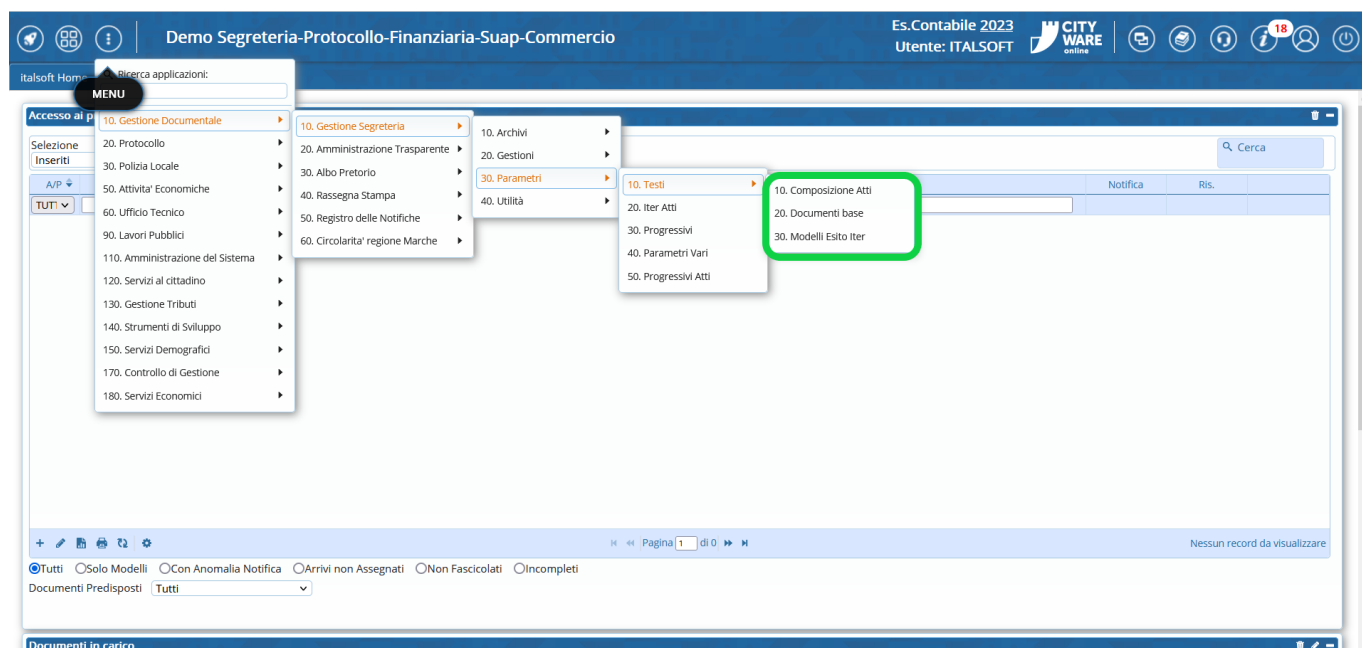 Demo Segreteria-Protocollo-Finanziaria-Suap-Commercio
Es.Contabile 2023
Utente: ITALSOFT
CITY
WARE
online
18
italsoft Home
Ricerca applicazioni:
MENU
Accesso ai p
Selezione
Inseriti
Cerca
A/P
Notifica
Ris.
TUT
10. Gestione Documentale
20. Protocollo
30. Polizia Locale
50. Attivita' Economiche
60. Ufficio Tecnico
90. Lavori Pubblici
110. Amministrazione del Sistema
120. Servizi al cittadino
130. Gestione Tributi
140. Strumenti di Sviluppo
150. Servizi Demografici
170. Controllo di Gestione
180. Servizi Economici
10. Gestione Segreteria
20. Amministrazione Trasparente
30. Albo Pretorio
40. Rassegna Stampa
50. Registro delle Notifiche
60. Circolarita' regione Marche
10. Archivi
20. Gestioni
30. Parametri
40. Utilità
10. Testi
20. Iter Atti
30. Progressivi
40. Parametri Vari
50. Progressivi Atti
10. Composizione Atti
20. Documenti base
30. Modelli Esito Iter
Pagina 1 di 0
Nessun record da visualizzare
Tutti Solo Modelli Con Anomalia Notifica Arrivi non Assegnati Non Fascicolati Incompleti
Documenti Predisposti Tutti
Documenti in carico